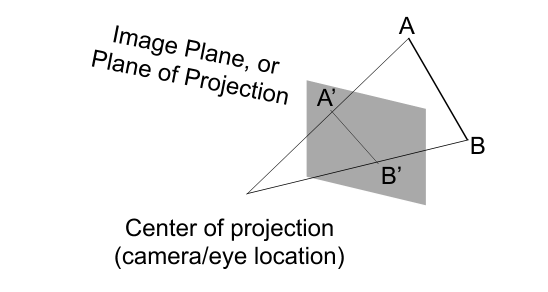 A
Image Plane, or
Plane of Projection
A’
B
B’
Center of projection
(camera/eye location)